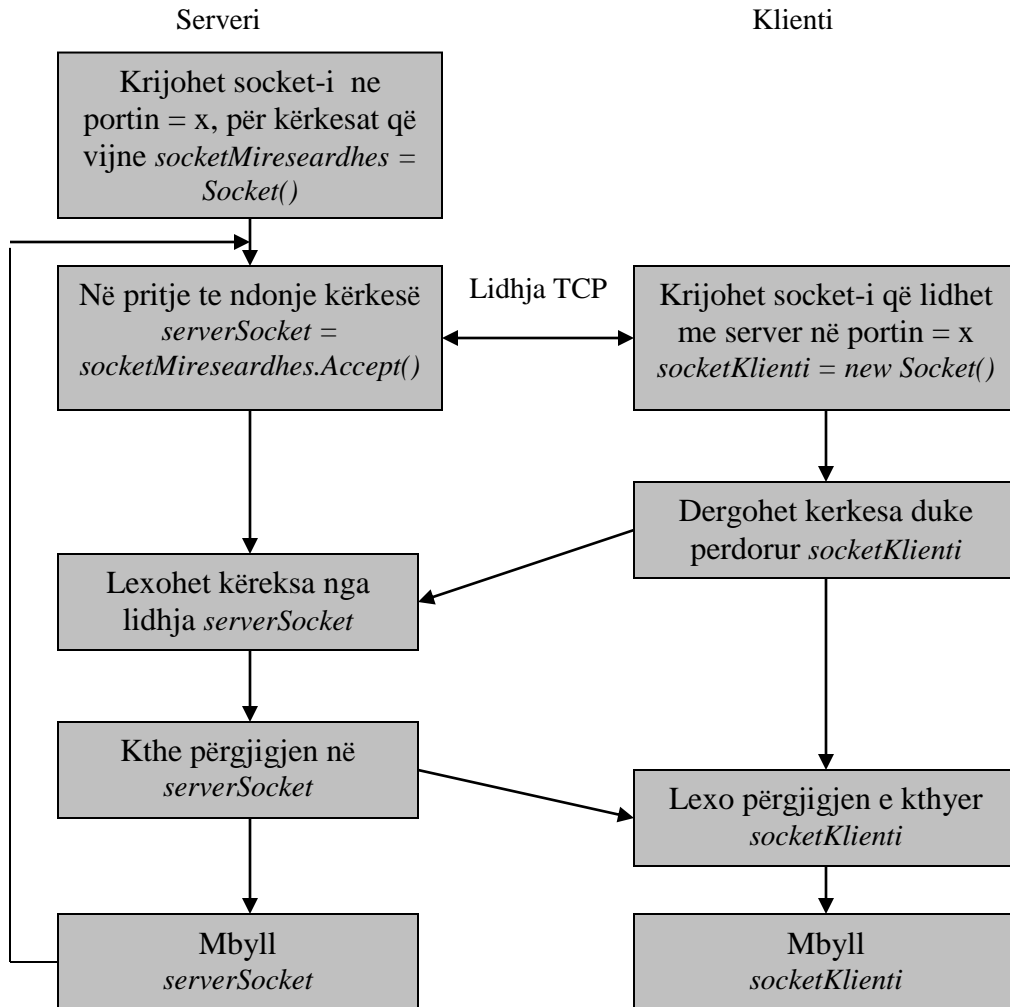 Serveri
Klienti
Krijohet socket-i ne
portin = x, për kërkesat që
vijne socketMireseardhes =
Socket()
Në pritje te ndonje kërkesë
serverSocket =
socketMireseardhes.Accept()
Lidhja TCP
Krijohet socket-i që lidhet
me server në portin = x
socketKlienti = new Socket()
Dergohet kerkesa duke
perdorur socketKlienti
Lexohet këreksa nga
lidhja serverSocket
Kthe përgjigjen në
serverSocket
Lexo përgjigjen e kthyer
socketKlienti
Mbyll
serverSocket
Mbyll
socketKlienti